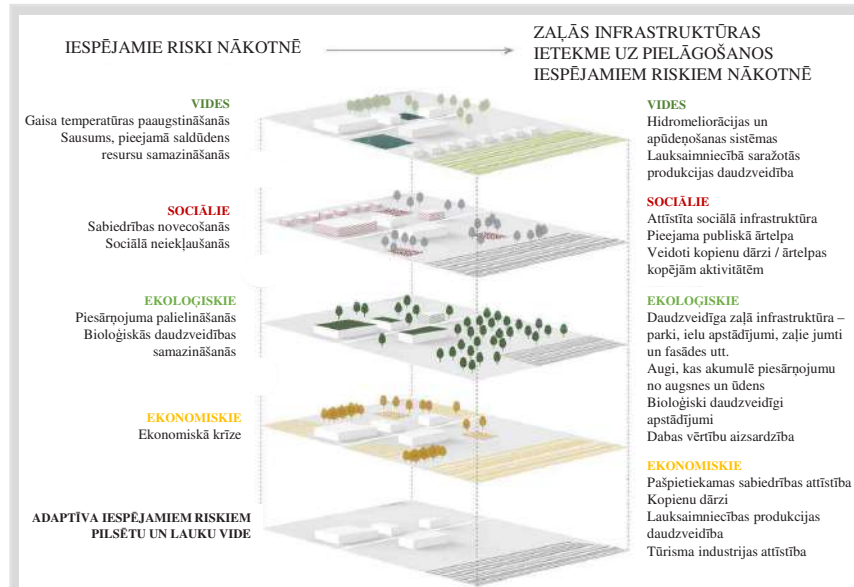 IESPĒJAMIE RISKI NĀKOTNĒ
ZAĻĀS INFRASTRUKTŪRAS
IETEKME UZ PIELĀGOŠANOS
IESPĒJAMIEM RISKIEM NĀKOTNĒ
VIDES
Gaisa temperatūras paaugstināšanās
Sausums, pieejamā saldūdens
resursu samazināšanās
VIDES
Hidromeliorācijas un
apūdeņošanas sistēmas
Lauksaimniecībā saražotās
produkcijas daudzveidība
SOCIĀLIE
Sabiedrības novecošanās
Sociālā neiekļaušanās
SOCIĀLIE
Attīstīta sociālā infrastruktūra
Pieejama publiskā ārtelpa
Veidoti kopienu dārzi / ārtelpas
kopējām aktivitātēm
EKOLOĢISKIE
Piesārņojuma palielināšanās
Bioloģiskās daudzveidības
samazināšanās
EKOLOĢISKIE
Daudzveidīga zaļā infrastruktūra –
parki, ielu apstādījumi, zaļie jumti
un fasādes utt.
Augi, kas akumulē piesārņojumu
no augsnes un ūdens
Bioloģiski daudzveidīgi
apstādījumi
Dabas vērtību aizsardzība
EKONOMISKIE
Ekonomiskā krīze
EKONOMISKIE
Pašpietiekamas sabiedrības attīstība
Kopienu dārzi
Lauksaimniecības produkcijas
daudzveidība
Tūrisma industrijas attīstība
ADAPTĪVA IESPĒJAMIEM RISKIEM
PILSĒTU UN LAUKU VIDE